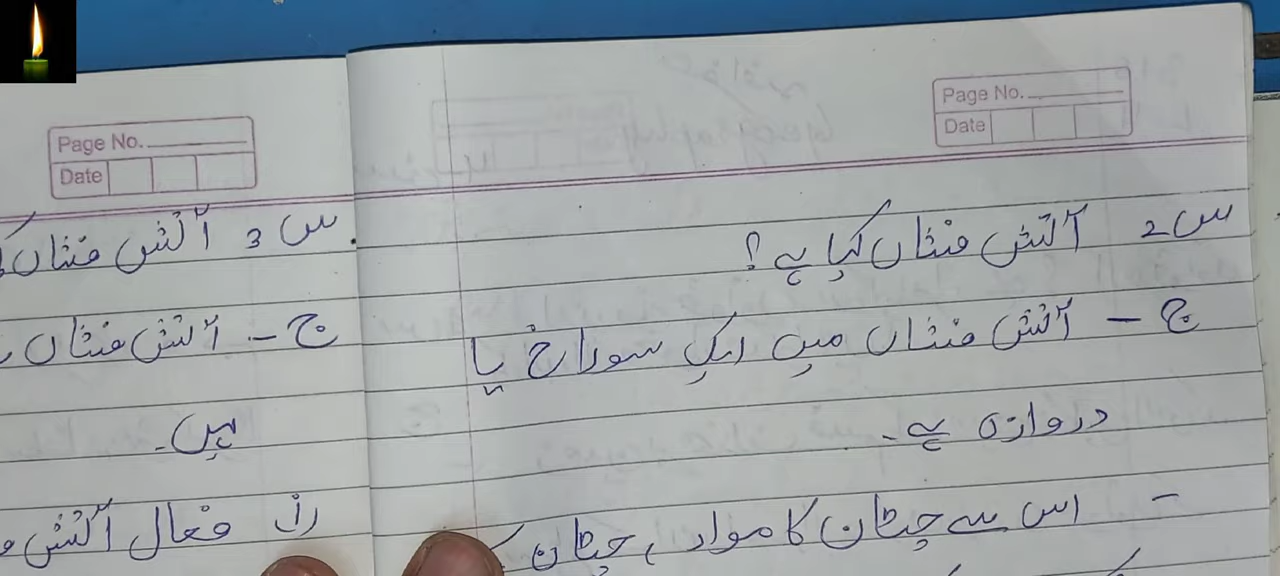 Page No.
Date
س 2 آتش فشاں کیا ہے؟
ج – آتش فشاں میں ایک سوراخ یا
دروازہ ہے۔
– اس سے چٹان کا مواد، چٹان
Page No.
Date
س 3 آتش فشاں
ج – آتش فشاں
ہیں۔
فعال آتش